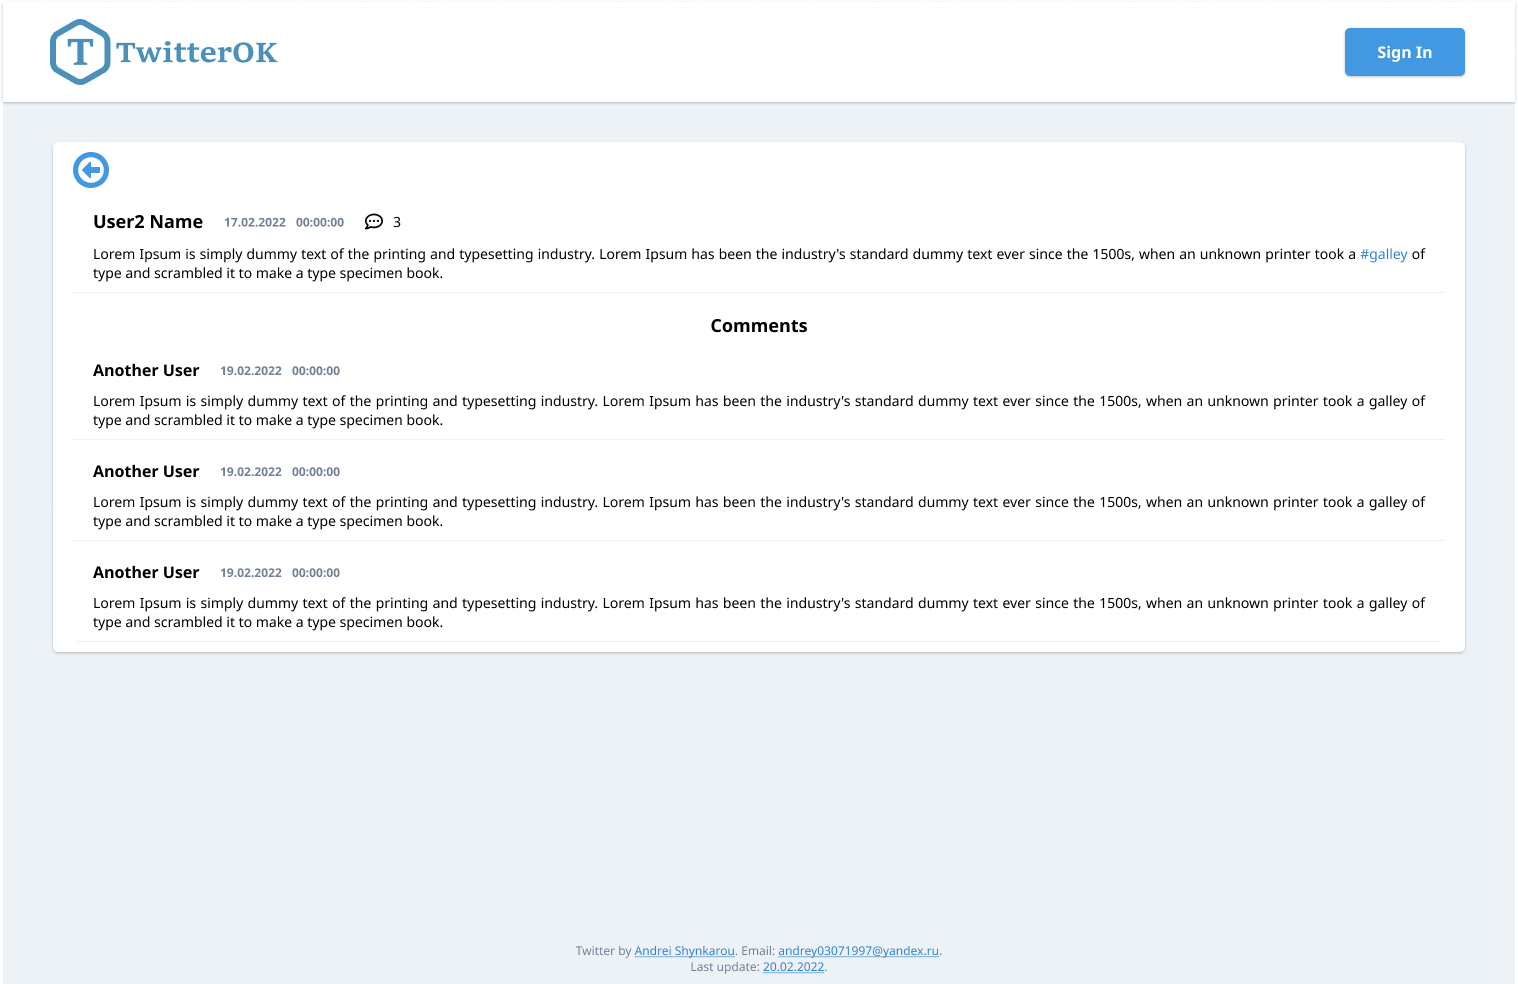 T TwitterOK
Sign In
User2 Name 17.02.2022 00:00:00 3
Lorem Ipsum is simply dummy text of the printing and typesetting industry. Lorem Ipsum has been the industry's standard dummy text ever since the 1500s, when an unknown printer took a #galley of
type and scrambled it to make a type specimen book.
Comments
Another User 19.02.2022 00:00:00
Lorem Ipsum is simply dummy text of the printing and typesetting industry. Lorem Ipsum has been the industry's standard dummy text ever since the 1500s, when an unknown printer took a galley of
type and scrambled it to make a type specimen book.
Another User 19.02.2022 00:00:00
Lorem Ipsum is simply dummy text of the printing and typesetting industry. Lorem Ipsum has been the industry's standard dummy text ever since the 1500s, when an unknown printer took a galley of
type and scrambled it to make a type specimen book.
Another User 19.02.2022 00:00:00
Lorem Ipsum is simply dummy text of the printing and typesetting industry. Lorem Ipsum has been the industry's standard dummy text ever since the 1500s, when an unknown printer took a galley of
type and scrambled it to make a type specimen book.
Twitter by Andrei Shynkarou. Email: andrey03071997@yandex.ru.
Last update: 20.02.2022.